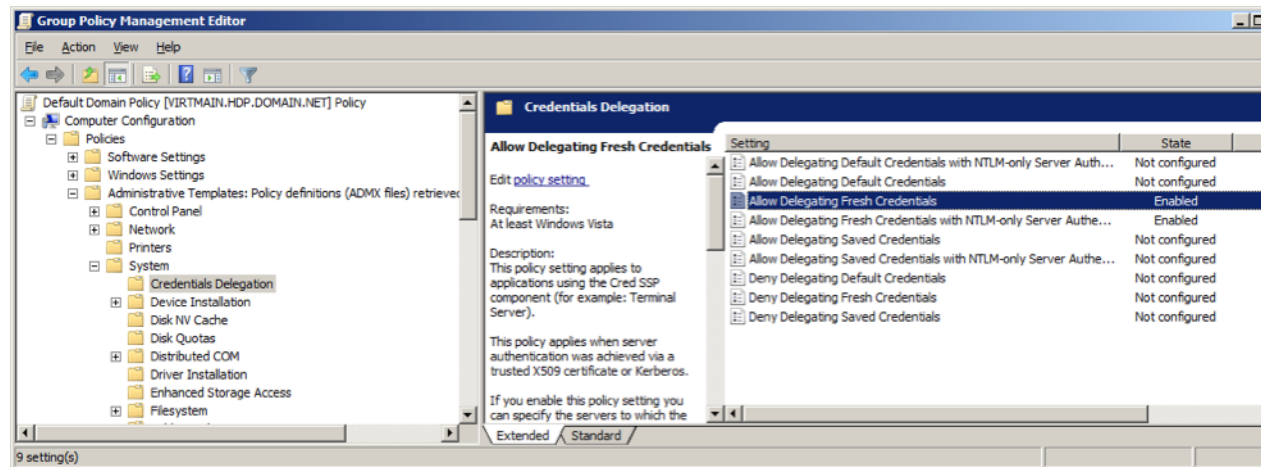 Group Policy Management Editor
File Action View Help
Default Domain Policy [VIRTMAIN.HDP.DOMAIN.NET] Policy
Computer Configuration
Policies
Software Settings
Windows Settings
Administrative Templates: Policy definitions (ADMX files) retrieved
Control Panel
Network
Printers
System
Credentials Delegation
Device Installation
Disk NV Cache
Disk Quotas
Distributed COM
Driver Installation
Enhanced Storage Access
Filesystem
Credentials Delegation
Allow Delegating Fresh Credentials
Edit policy setting
Requirements:
At least Windows Vista
Description:
This policy setting applies to
applications using the Cred SSP
component (for example: Terminal
Server).
This policy applies when server
authentication was achieved via a
trusted X509 certificate or Kerberos.
If you enable this policy setting you
can specify the servers to which the
Setting State
Allow Delegating Default Credentials with NTLM-only Server Auth... Not configured
Allow Delegating Default Credentials Not configured
Allow Delegating Fresh Credentials Enabled
Allow Delegating Fresh Credentials with NTLM-only Server Authe... Enabled
Allow Delegating Saved Credentials Not configured
Allow Delegating Saved Credentials with NTLM-only Server Authe... Not configured
Deny Delegating Default Credentials Not configured
Deny Delegating Fresh Credentials Not configured
Deny Delegating Saved Credentials Not configured
Extended Standard
9 setting(s)